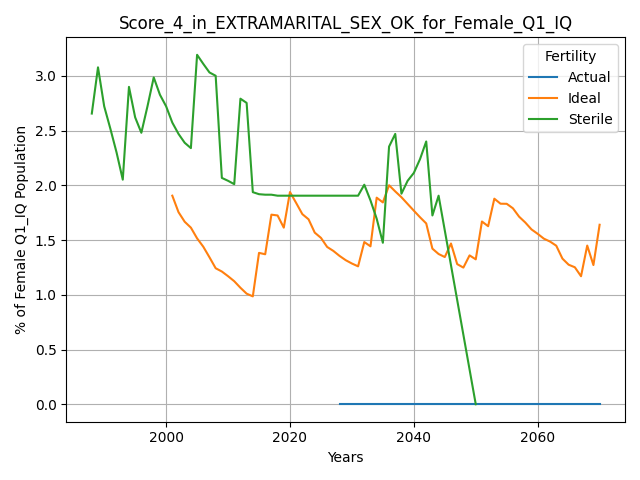 Score_4_in_EXTRAMARITAL_SEX_OK_for_Female_Q1_IQ
% of Female Q1_IQ Population
3.0
2.5
2.0
1.5
1.0
0.5
0.0
Fertility
Actual
Ideal
Sterile
2000 2020 2040 2060
Years